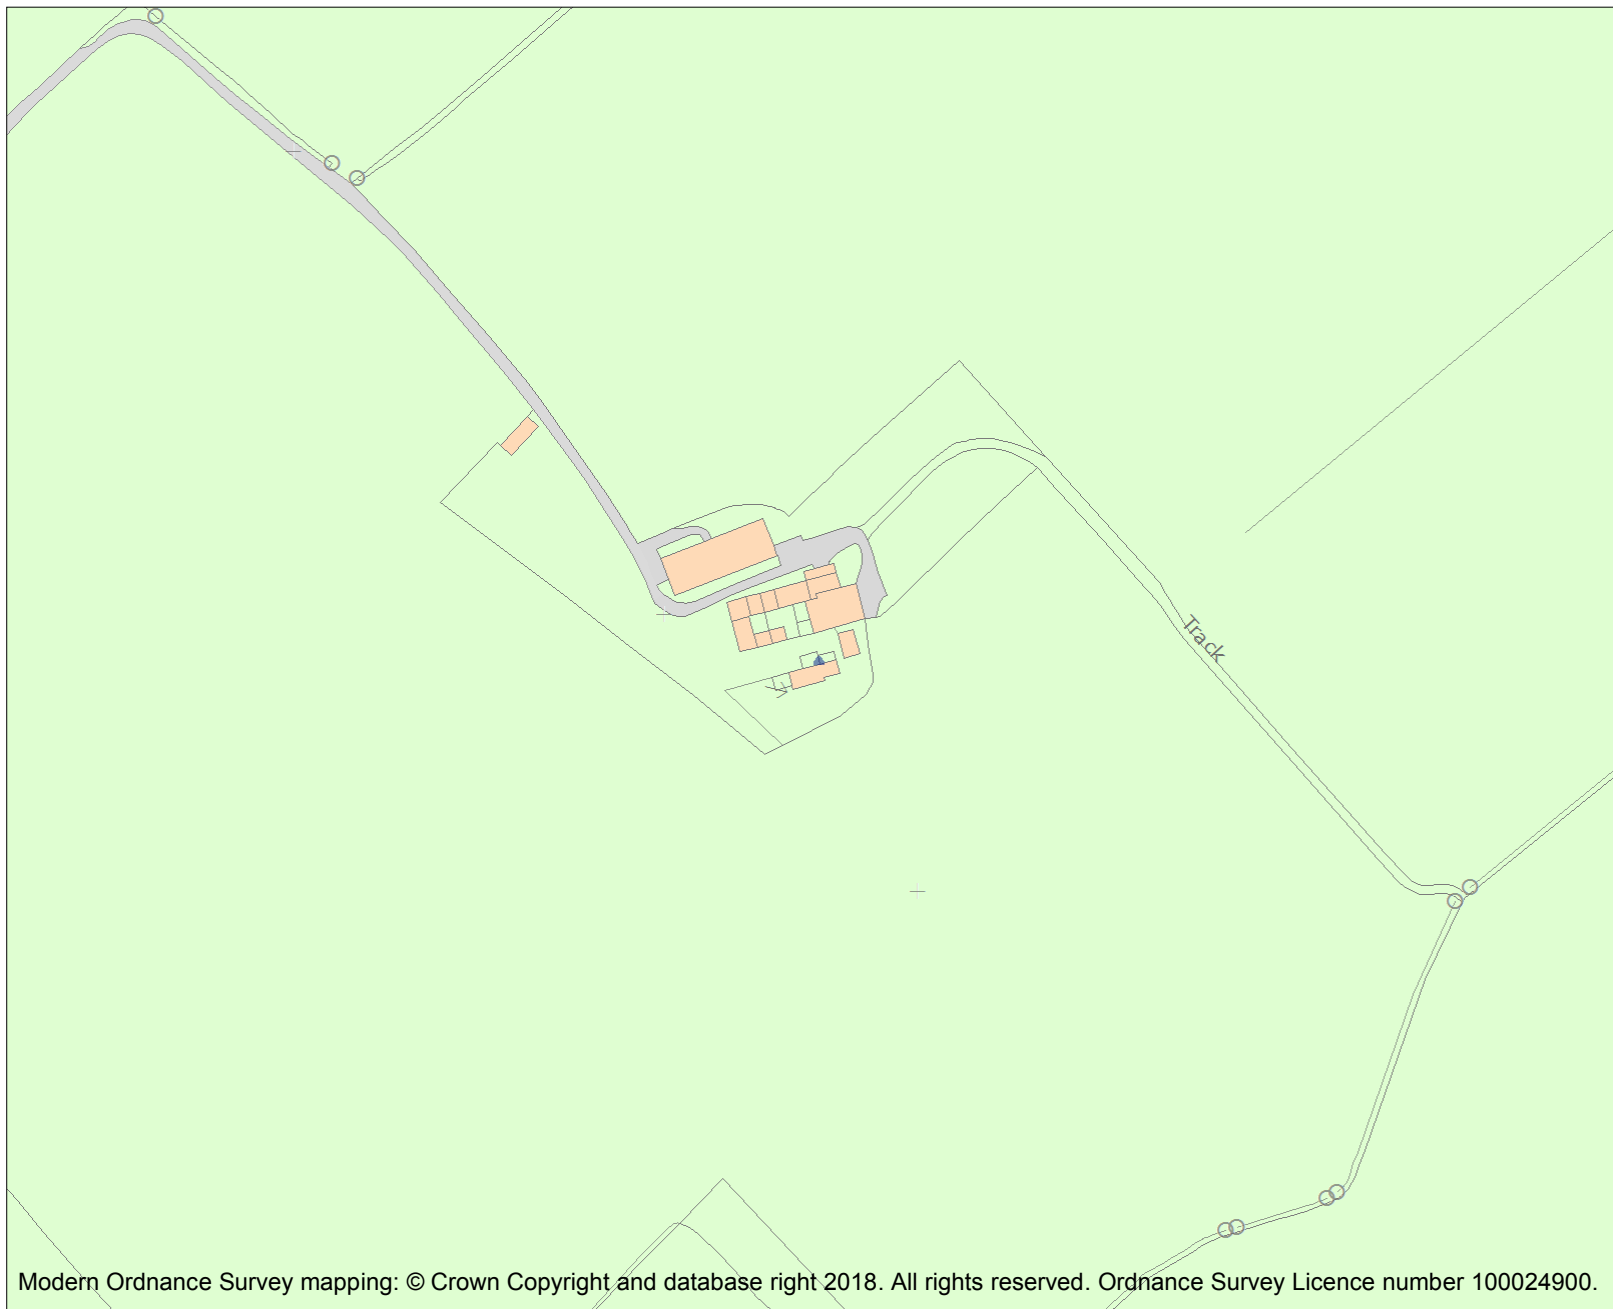 Track
Modern Ordnance Survey mapping: © Crown Copyright and database right 2018. All rights reserved. Ordnance Survey Licence number 100024900.